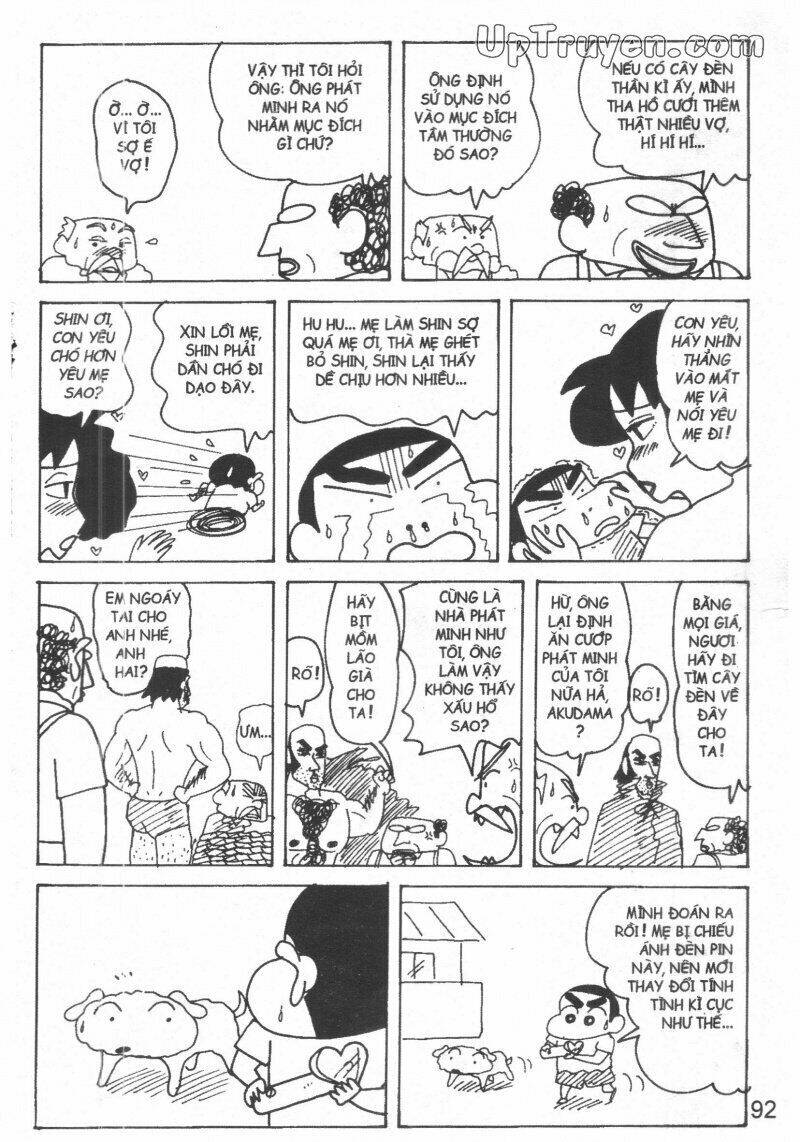 UpTruyen.com
NẾU CÓ CÂY ĐÈN
THẦN KÌ ẤY, MÌNH
THA HỒ CƯỚI THÊM
THẬT NHIỀU VỢ,
HÍ HÍ HÍ...
ÔNG ĐỊNH
SỬ DỤNG NÓ
VÀO MỤC ĐÍCH
TẦM THƯỜNG
ĐÓ SAO?
VẬY THÌ TÔI HỎI
ÔNG: ÔNG PHÁT
MINH RA NÓ
NHẰM MỤC ĐÍCH
GÌ CHỨ?
Ờ... Ờ...
VÌ TÔI
SỢ Ế
VỢ!
CON YÊU,
HÃY NHÌN
THẲNG
VÀO MẮT
MẸ VÀ
NÓI YÊU
MẸ ĐI!
HU HU... MẸ LÀM SHIN SỢ
QUÁ MẸ ƠI, THÀ MẸ GHÉT
BỎ SHIN, SHIN LẠI THẤY
DỄ CHỊU HƠN NHIỀU...
XIN LỖI MẸ,
SHIN PHẢI
DẪN CHÓ ĐI
DẠO ĐÂY.
SHIN ƠI,
CON YÊU
CHÓ HƠN
YÊU MẸ
SAO?
BẰNG
MỌI GIÁ,
NGƯƠI
HÃY ĐI
TÌM CÂY
ĐÈN VỀ
ĐÂY
CHO
TA!
RÕ!
HỪ, ÔNG
LẠI ĐỊNH
ĂN CƯỚP
PHÁT MINH
CỦA TÔI
NỮA HẢ,
AKUDAMA
?
CÙNG LÀ
NHÀ PHÁT
MINH NHƯ
TÔI, ÔNG
LÀM VẬY
KHÔNG THẤY
XẤU HỔ
SAO?
HÃY
BỊT
MỒM
LÃO
GIÀ
CHO
TA!
RÕ!
EM NGOÁY
TAI CHO
ANH NHÉ,
ANH
HAI?
ƯM...
MÌNH ĐOÁN RA
RỒI! MẸ BỊ CHIẾU
ÁNH ĐÈN PIN
NÀY, NÊN MỚI
THAY ĐỔI TÍNH
TÌNH KÌ CỤC
NHƯ THẾ...
92